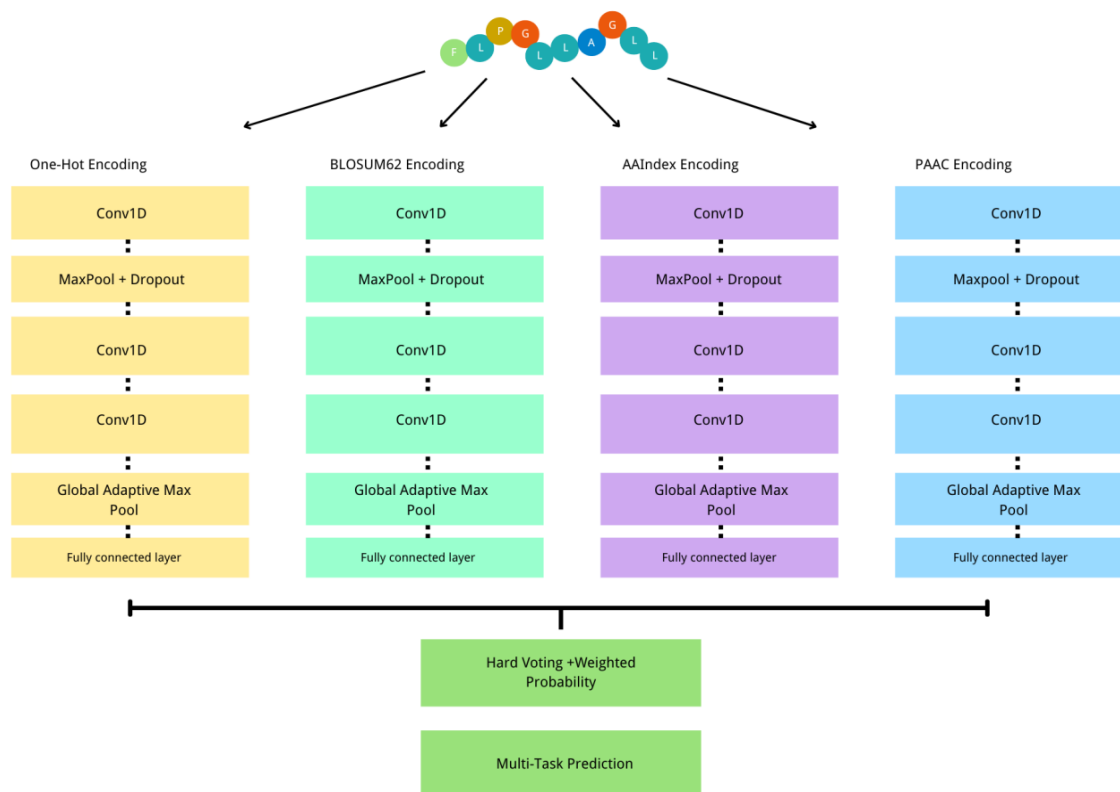 F L P G L L A G L L
One-Hot Encoding
BLOSUM62 Encoding
AAIndex Encoding
PAAC Encoding
Conv1D
Conv1D
Conv1D
Conv1D
MaxPool + Dropout
MaxPool + Dropout
MaxPool + Dropout
Maxpool + Dropout
Conv1D
Conv1D
Conv1D
Conv1D
Conv1D
Conv1D
Conv1D
Conv1D
Global Adaptive Max
Pool
Global Adaptive Max
Pool
Global Adaptive Max
Pool
Global Adaptive Max
Pool
Fully connected layer
Fully connected layer
Fully connected layer
Fully connected layer
Hard Voting +Weighted
Probability
Multi-Task Prediction